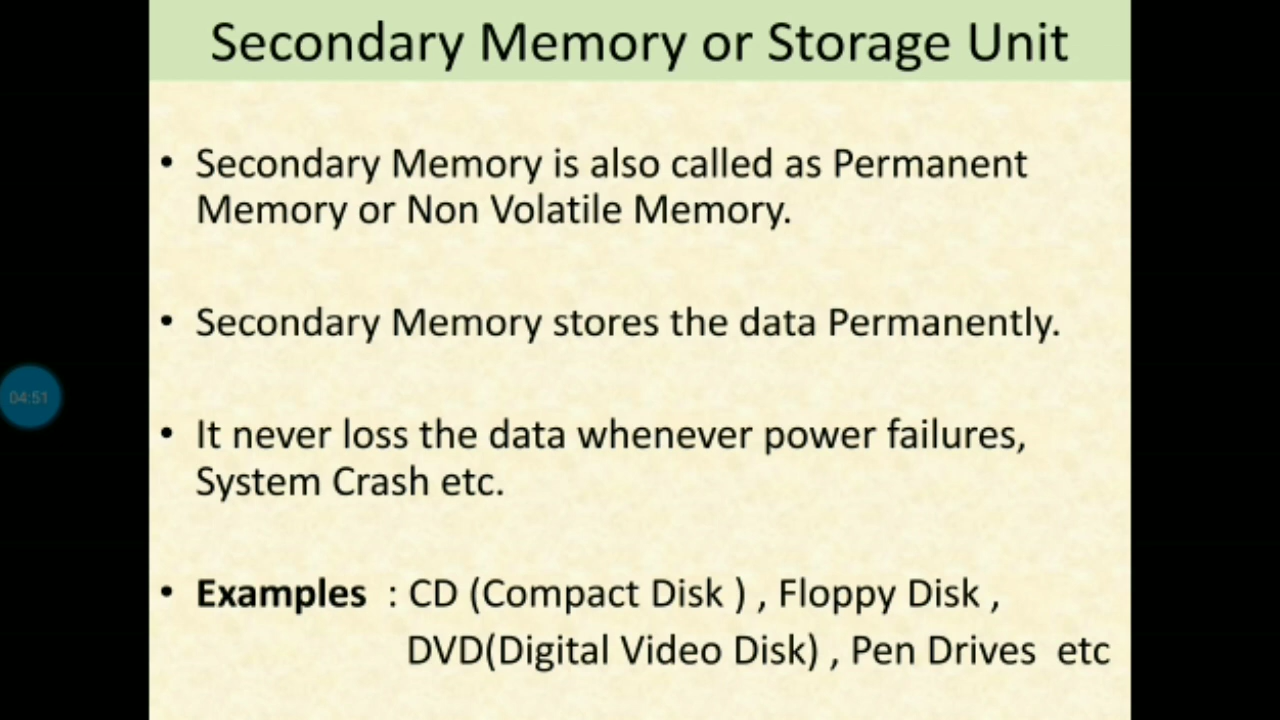 Secondary Memory or Storage Unit
• Secondary Memory is also called as Permanent
Memory or Non Volatile Memory.
• Secondary Memory stores the data Permanently.
04:51
• It never loss the data whenever power failures,
System Crash etc.
• Examples : CD (Compact Disk ) , Floppy Disk ,
DVD(Digital Video Disk) , Pen Drives etc